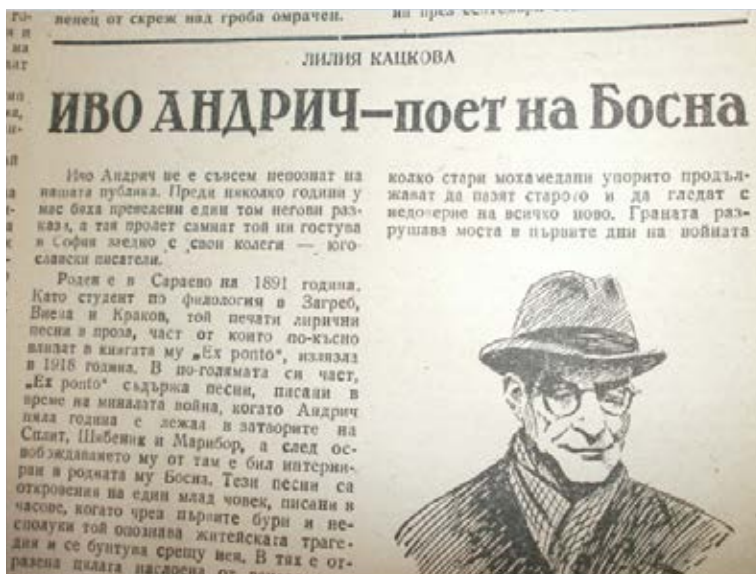 венец от скреж над гроба омрачен.
ЛИЛИЯ КАЦКОВА
ИВО АНДРИЧ—поет на Босна
Иво Андрич не е съвсем непознат на
нашата публика. Преди няколко години у
нас бяха преведени един том негови раз-
кази, а тая пролет самият той ни гостува
в София заедно с свои колеги — юго-
славски писатели.
Роден е в Сараево на 1891 година.
Като студент по филология в Загреб,
Виена и Краков, той печати лирични
песни в проза, част от които по-късно
влизат в книгата му „Ex ponto“, излязла
в 1918 година. В по-голямата си част,
„Ex ponto“ съдържа песни, писани в
време на миналата война, когато Андрич
цяла година е лежал в затворите на
Сплит, Шибеник и Марибор, а след ос-
вобождаването му от там е бил интерни-
ран в родната му Босна. Тези песни са
откровения на един млад човек, писани в
часове, когато чрез първите бури и не-
сполуки той опознава житейската траге-
дия и се бунтува срещу нея. В тях е от-
разена цялата
колко стари мохамедани упорито продъл-
жават да пазят старото и да гледат с
недоверие на всичко ново. Граната раз-
рушава моста в първите дни на войната